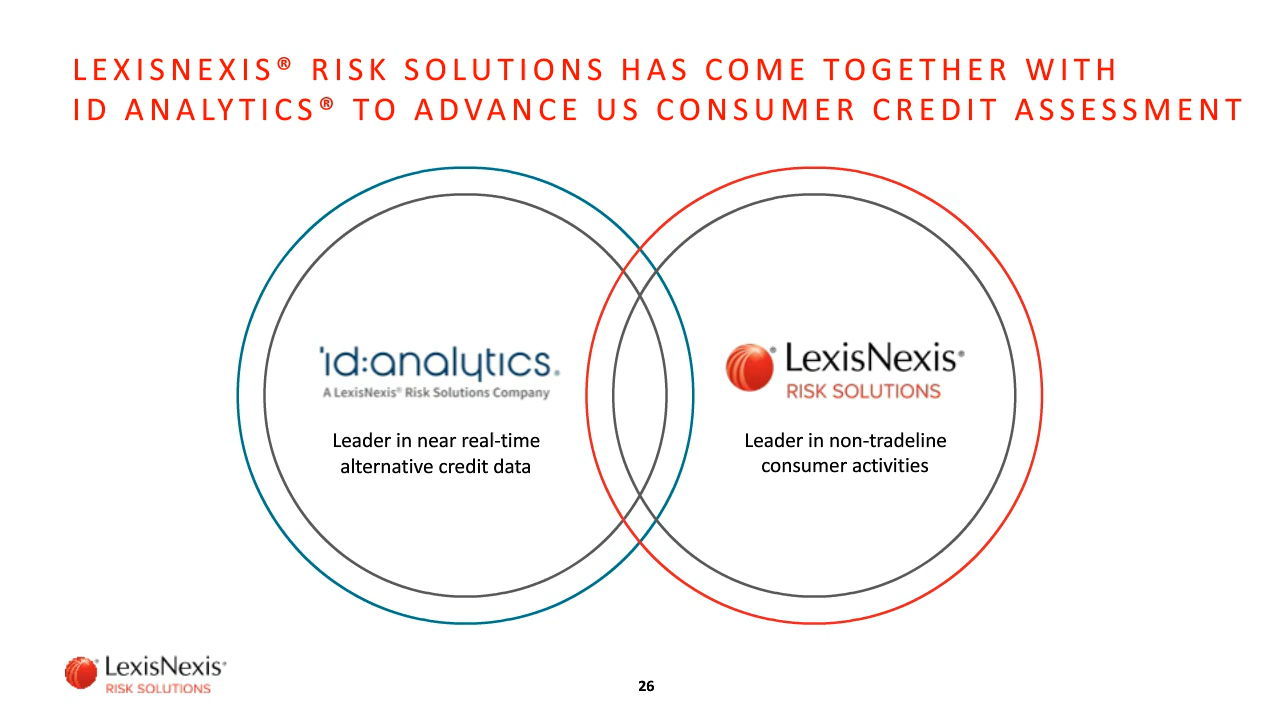 LEXISNEXIS® RISK SOLUTIONS HAS COME TOGETHER WITH
ID ANALYTICS® TO ADVANCE US CONSUMER CREDIT ASSESSMENT
id:analytics®
A LexisNexis® Risk Solutions Company
Leader in near real-time
alternative credit data
LexisNexis®
RISK SOLUTIONS
Leader in non-tradeline
consumer activities
LexisNexis®
RISK SOLUTIONS
26